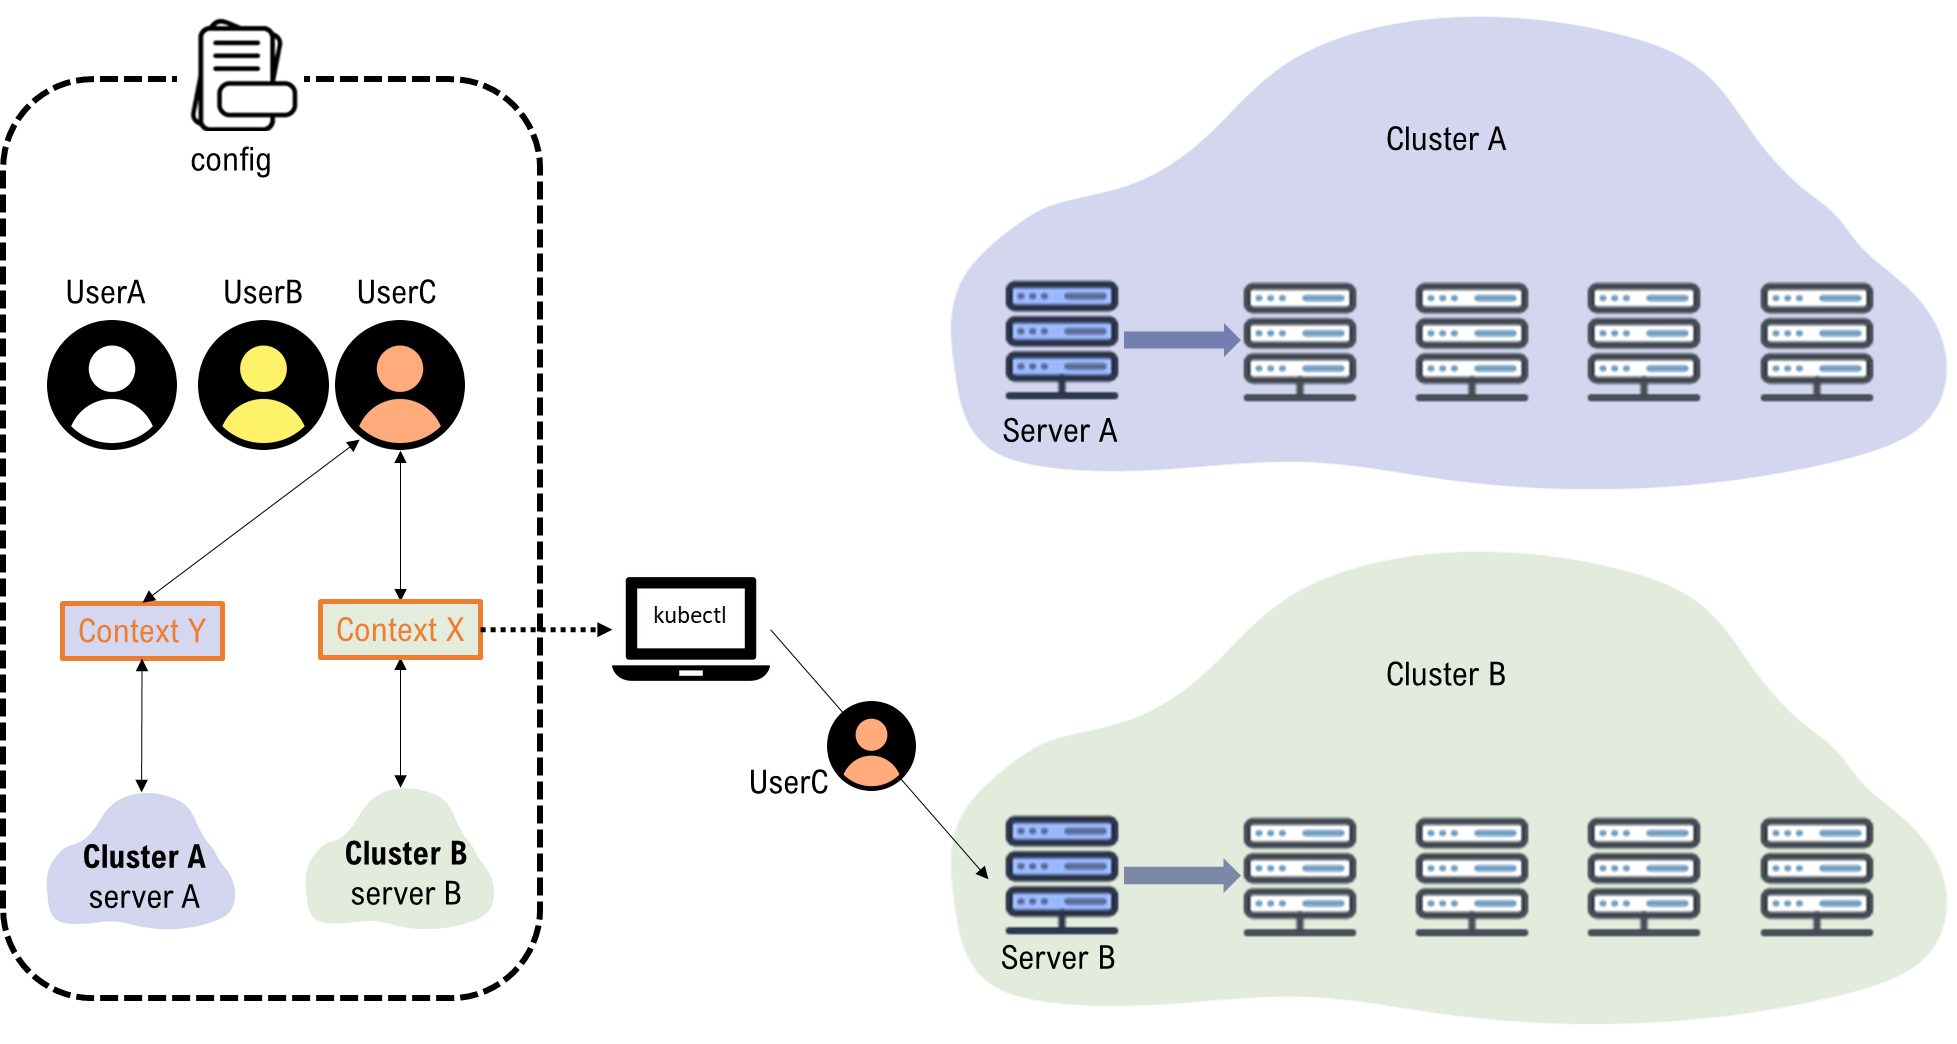 config
UserA
UserB
UserC
Context Y
Context X
Cluster A
server A
Cluster B
server B
kubectl
UserC
Cluster A
Server A
Cluster B
Server B